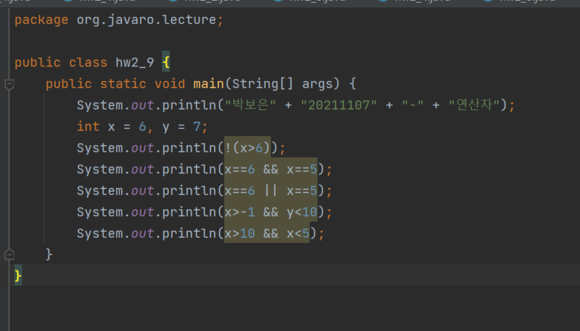 package org.javaro.lecture;
public class hw2_9 {
public static void main(String[] args) {
System.out.println("박보은" + "20211107" + "-" + "연산자");
int x = 6, y = 7;
System.out.println(!(x>6));
System.out.println(x==6 && x==5);
System.out.println(x==6 || x==5);
System.out.println(x>-1 && y<10);
System.out.println(x>10 && x<5);
}
}